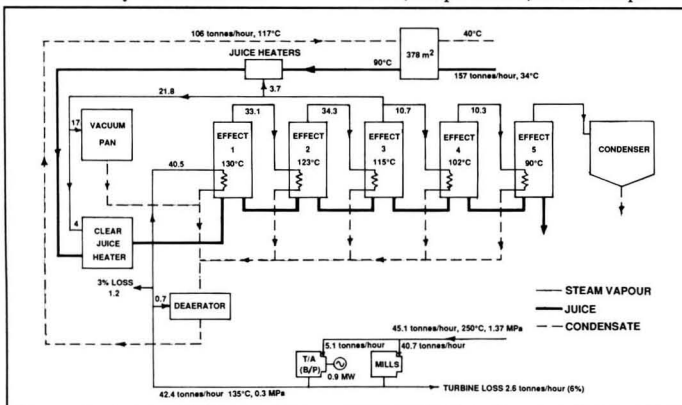 106 tonnes/hour, 117°C
40°C
378 m²
JUICE HEATERS
90°C
157 tonnes/hour, 34°C
21.8
3.7
33.1
34.3
10.7
10.3
17
VACUUM
PAN
40.5
EFFECT
1
130°C
EFFECT
2
123°C
EFFECT
3
115°C
EFFECT
4
102°C
EFFECT
5
90°C
CONDENSER
4
CLEAR
JUICE
HEATER
3% LOSS
1.2
0.7
DEAERATOR
STEAM VAPOUR
JUICE
CONDENSATE
45.1 tonnes/hour, 250°C, 1.37 MPa
5.1 tonnes/hour
40.7 tonnes/hour
T/A
(B/P)
0.9 MW
MILLS
42.4 tonnes/hour 135°C, 0.3 MPa
TURBINE LOSS 2.6 tonnes/hour (6%)